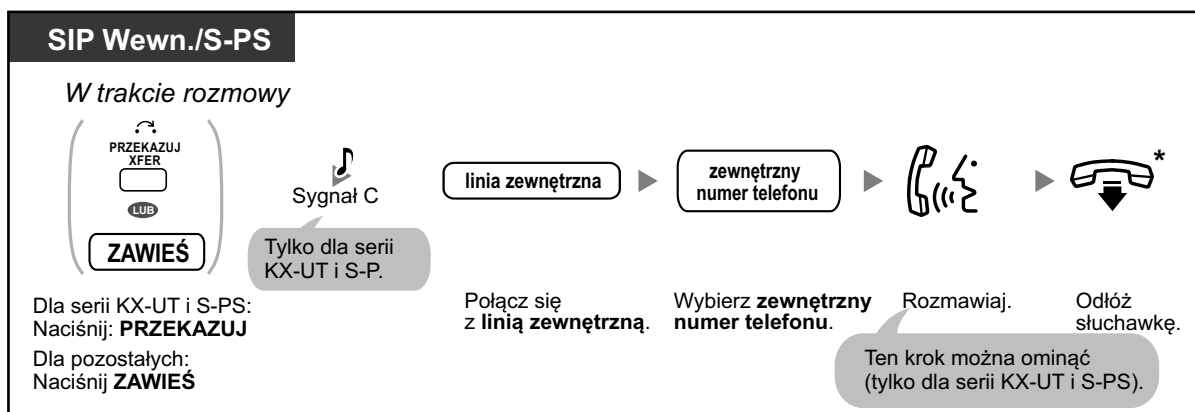 SIP Wewn./S-PS
W trakcie rozmowy
PRZEKAZUJ
XFER
LUB
ZAWIEŚ
Dla serii KX-UT i S-PS:
Naciśnij: PRZEKAZUJ
Dla pozostałych:
Naciśnij ZAWIEŚ
Sygnał C
Tylko dla serii
KX-UT i S-P.
linia zewnętrzna
Połącz się
z linią zewnętrzną.
zewnętrzny
numer telefonu
Wybierz zewnętrzny
numer telefonu.
Rozmawiaj.
Ten krok można ominąć
(tylko dla serii KX-UT i S-PS).
*
Odłóż
słuchawkę.